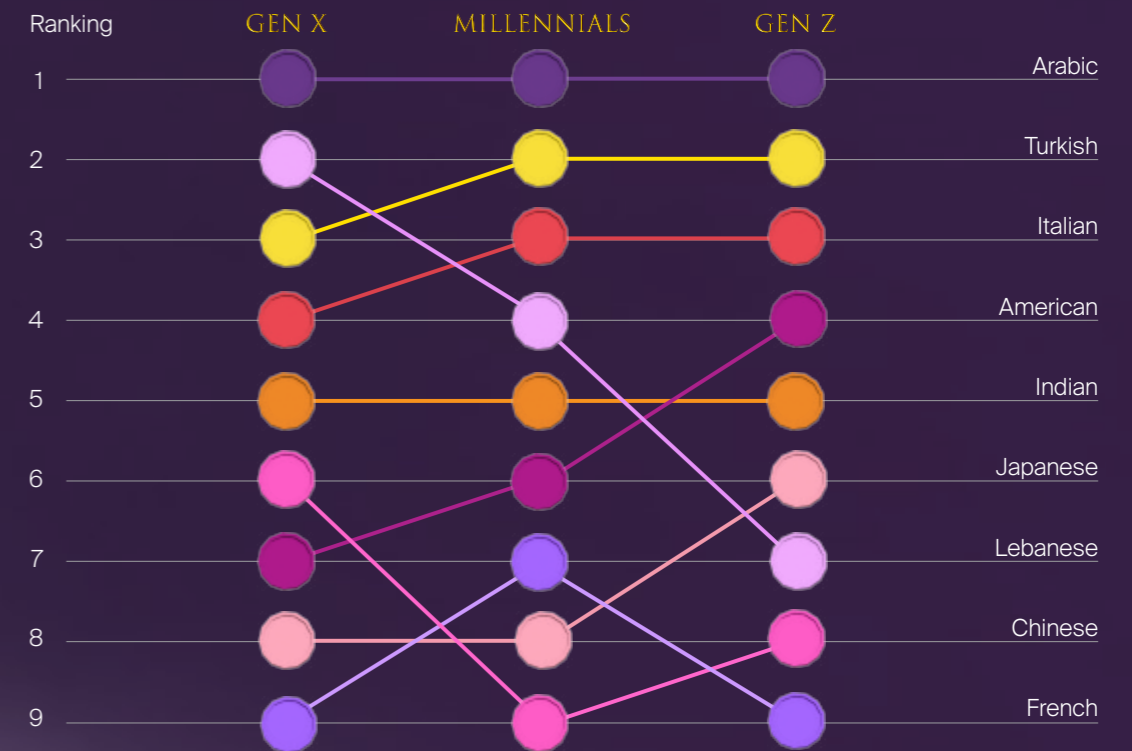 Ranking GEN X MILLENNIALS GEN Z
1 Arabic
2 Turkish
3 Italian
4 American
5 Indian
6 Japanese
7 Lebanese
8 Chinese
9 French